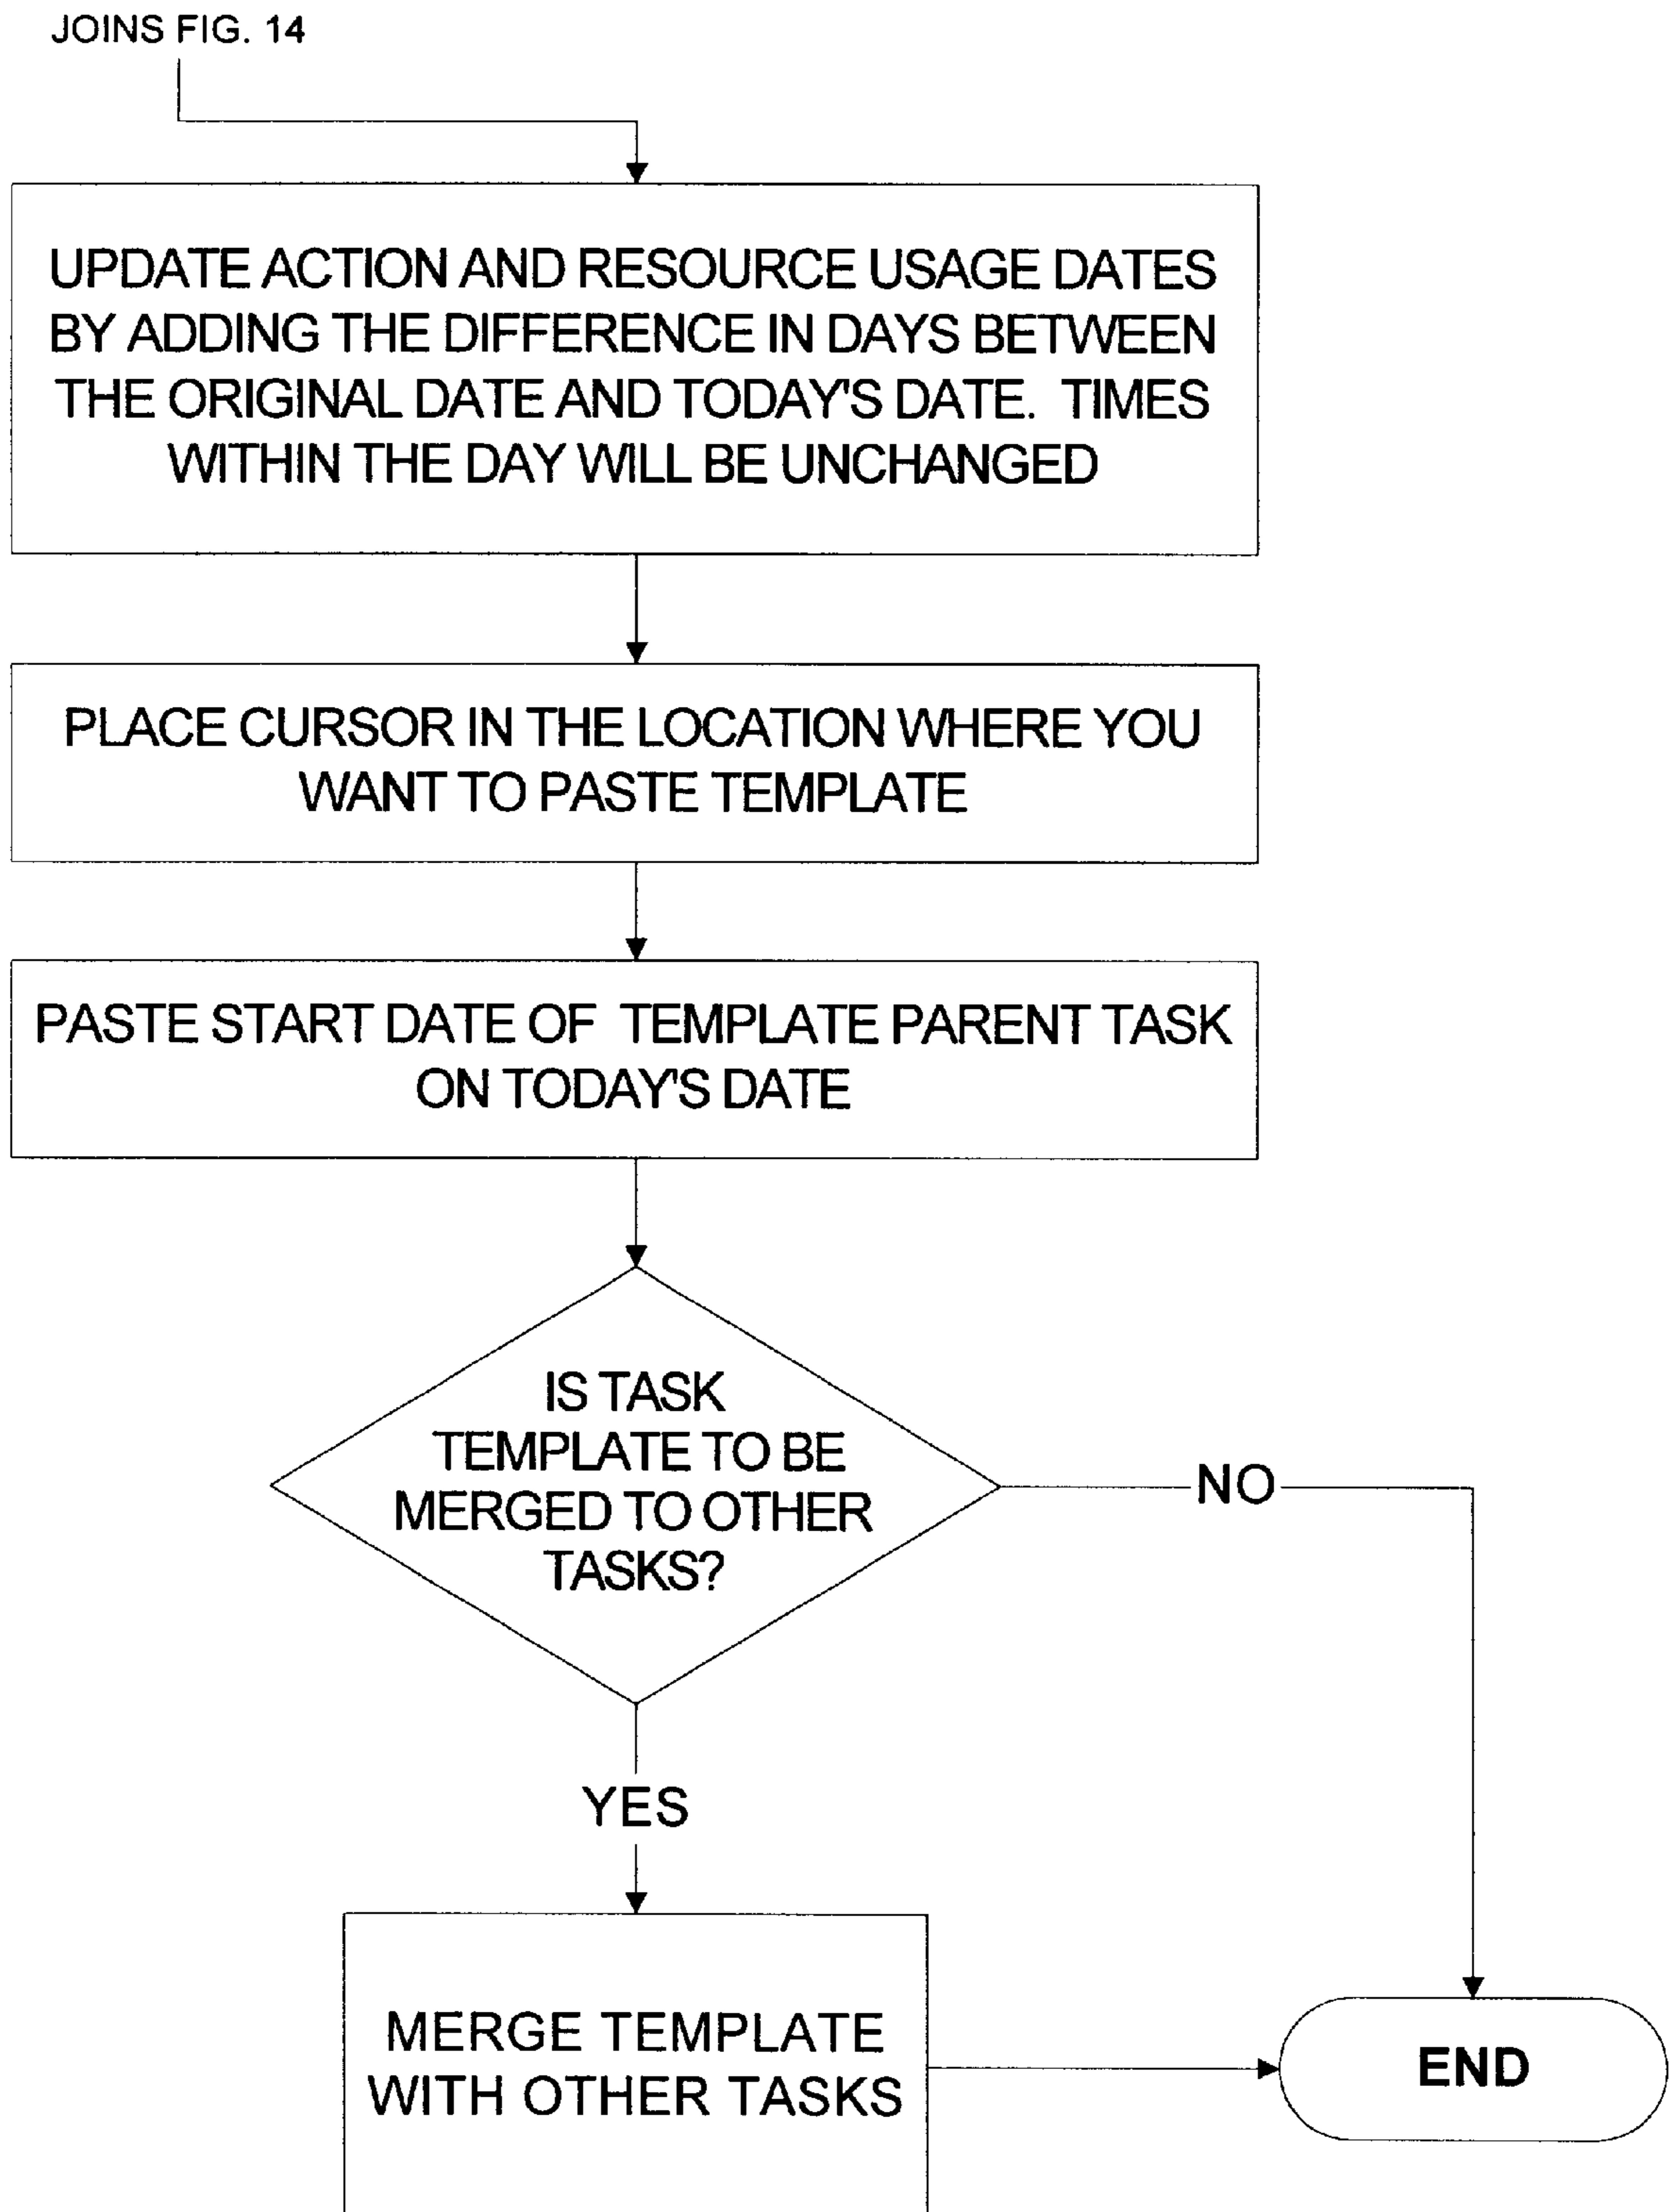 JOINS FIG. 14
UPDATE ACTION AND RESOURCE USAGE DATES
BY ADDING THE DIFFERENCE IN DAYS BETWEEN
THE ORIGINAL DATE AND TODAY'S DATE. TIMES
WITHIN THE DAY WILL BE UNCHANGED
PLACE CURSOR IN THE LOCATION WHERE YOU
WANT TO PASTE TEMPLATE
PASTE START DATE OF TEMPLATE PARENT TASK
ON TODAY'S DATE
IS TASK
TEMPLATE TO BE
MERGED TO OTHER
TASKS?
NO
YES
MERGE TEMPLATE
WITH OTHER TASKS
END